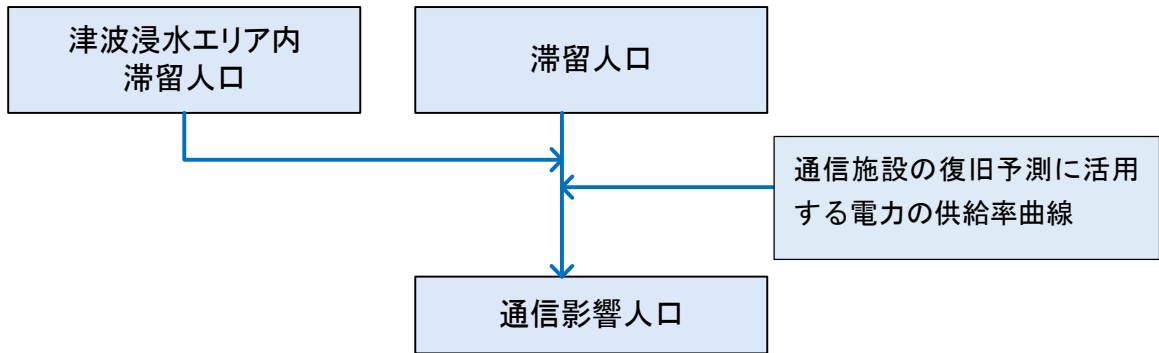 津波浸水エリア内
滞留人口
滞留人口
通信施設の復旧予測に活用
する電力の供給率曲線
通信影響人口